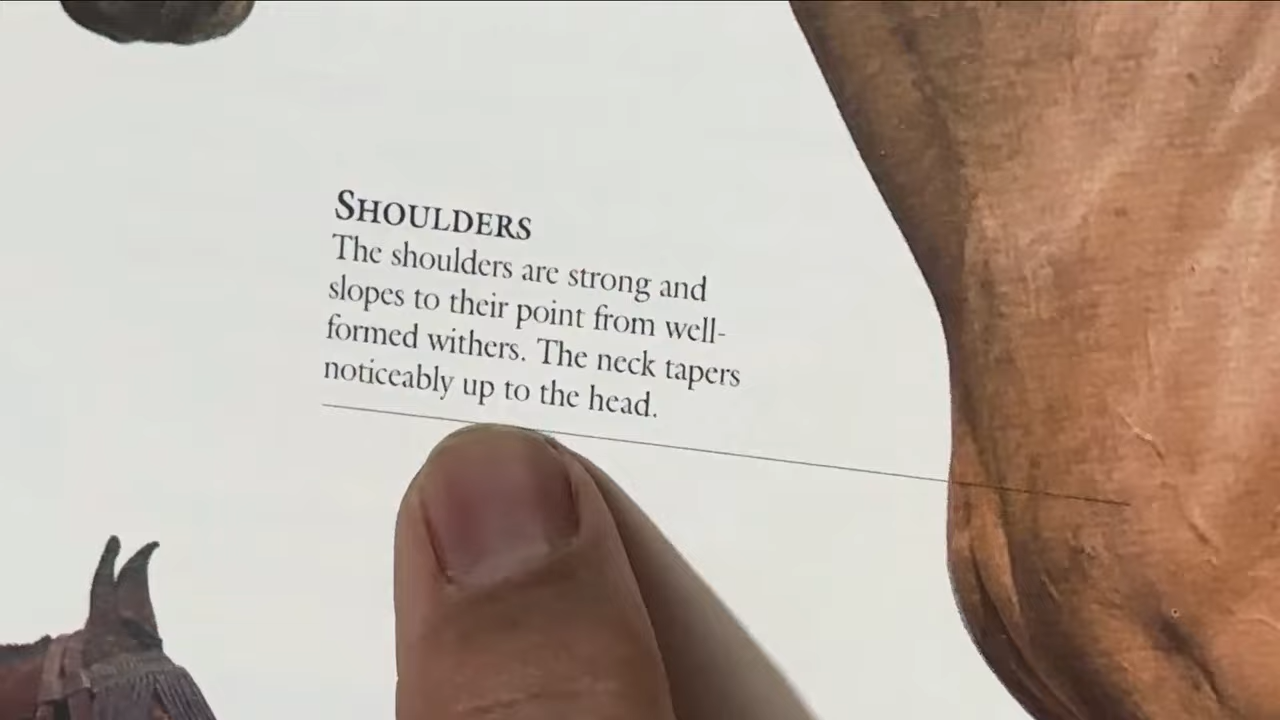 SHOULDERS
The shoulders are strong and
slopes to their point from well-
formed withers. The neck tapers
noticeably up to the head.